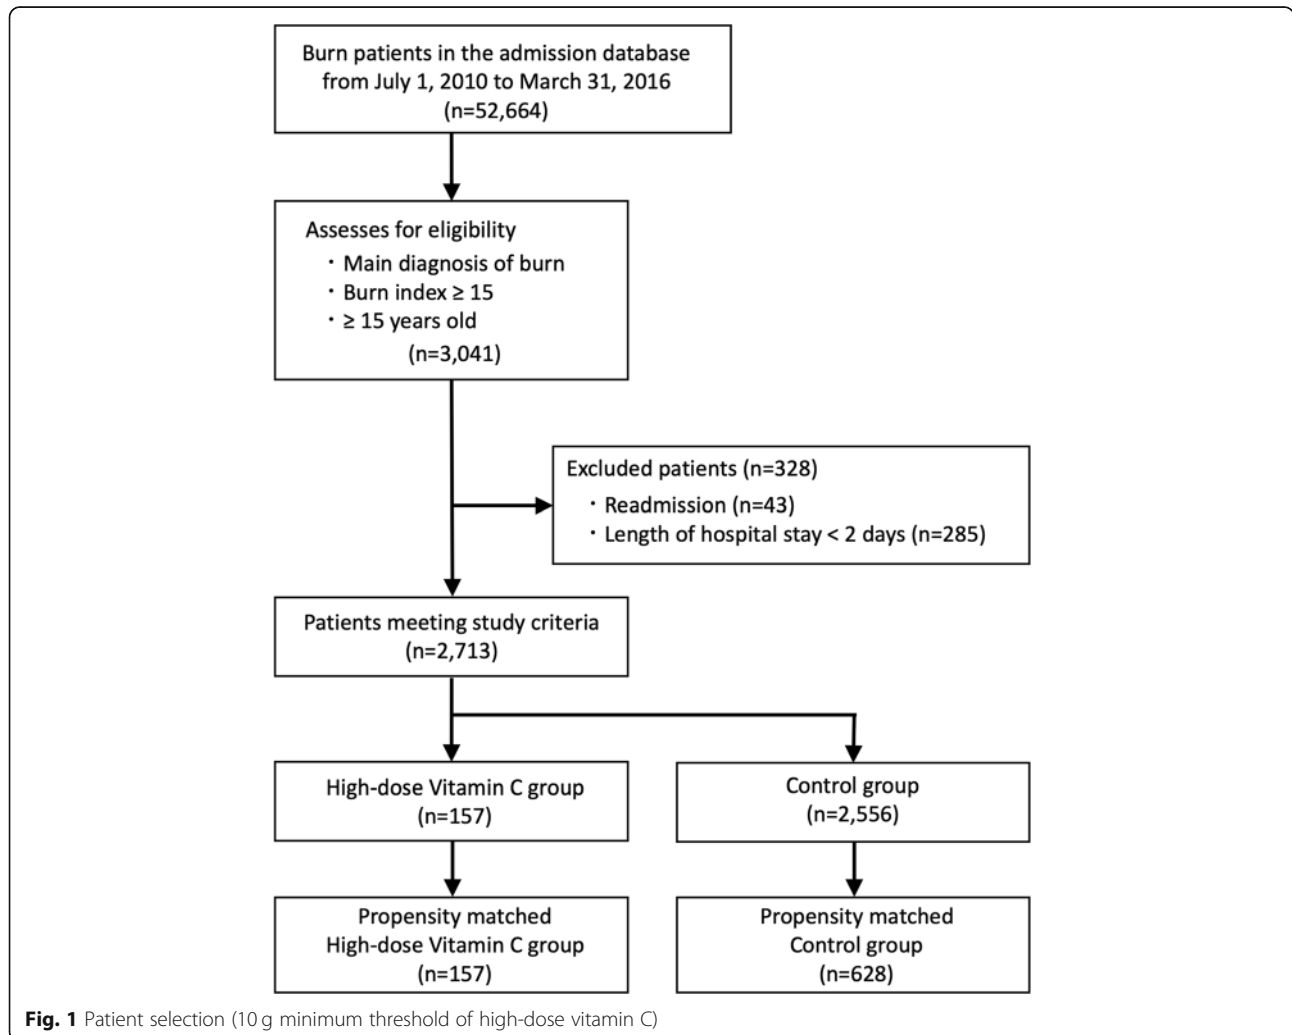 Burn patients in the admission database
from July 1, 2010 to March 31, 2016
(n=52,664)
Assesses for eligibility
・Main diagnosis of burn
・Burn index ≥ 15
・≥ 15 years old
(n=3,041)
Excluded patients (n=328)
・Readmission (n=43)
・Length of hospital stay < 2 days (n=285)
Patients meeting study criteria
(n=2,713)
High-dose Vitamin C group
(n=157)
Control group
(n=2,556)
Propensity matched
High-dose Vitamin C group
(n=157)
Propensity matched
Control group
(n=628)
Fig. 1 Patient selection (10 g minimum threshold of high-dose vitamin C)